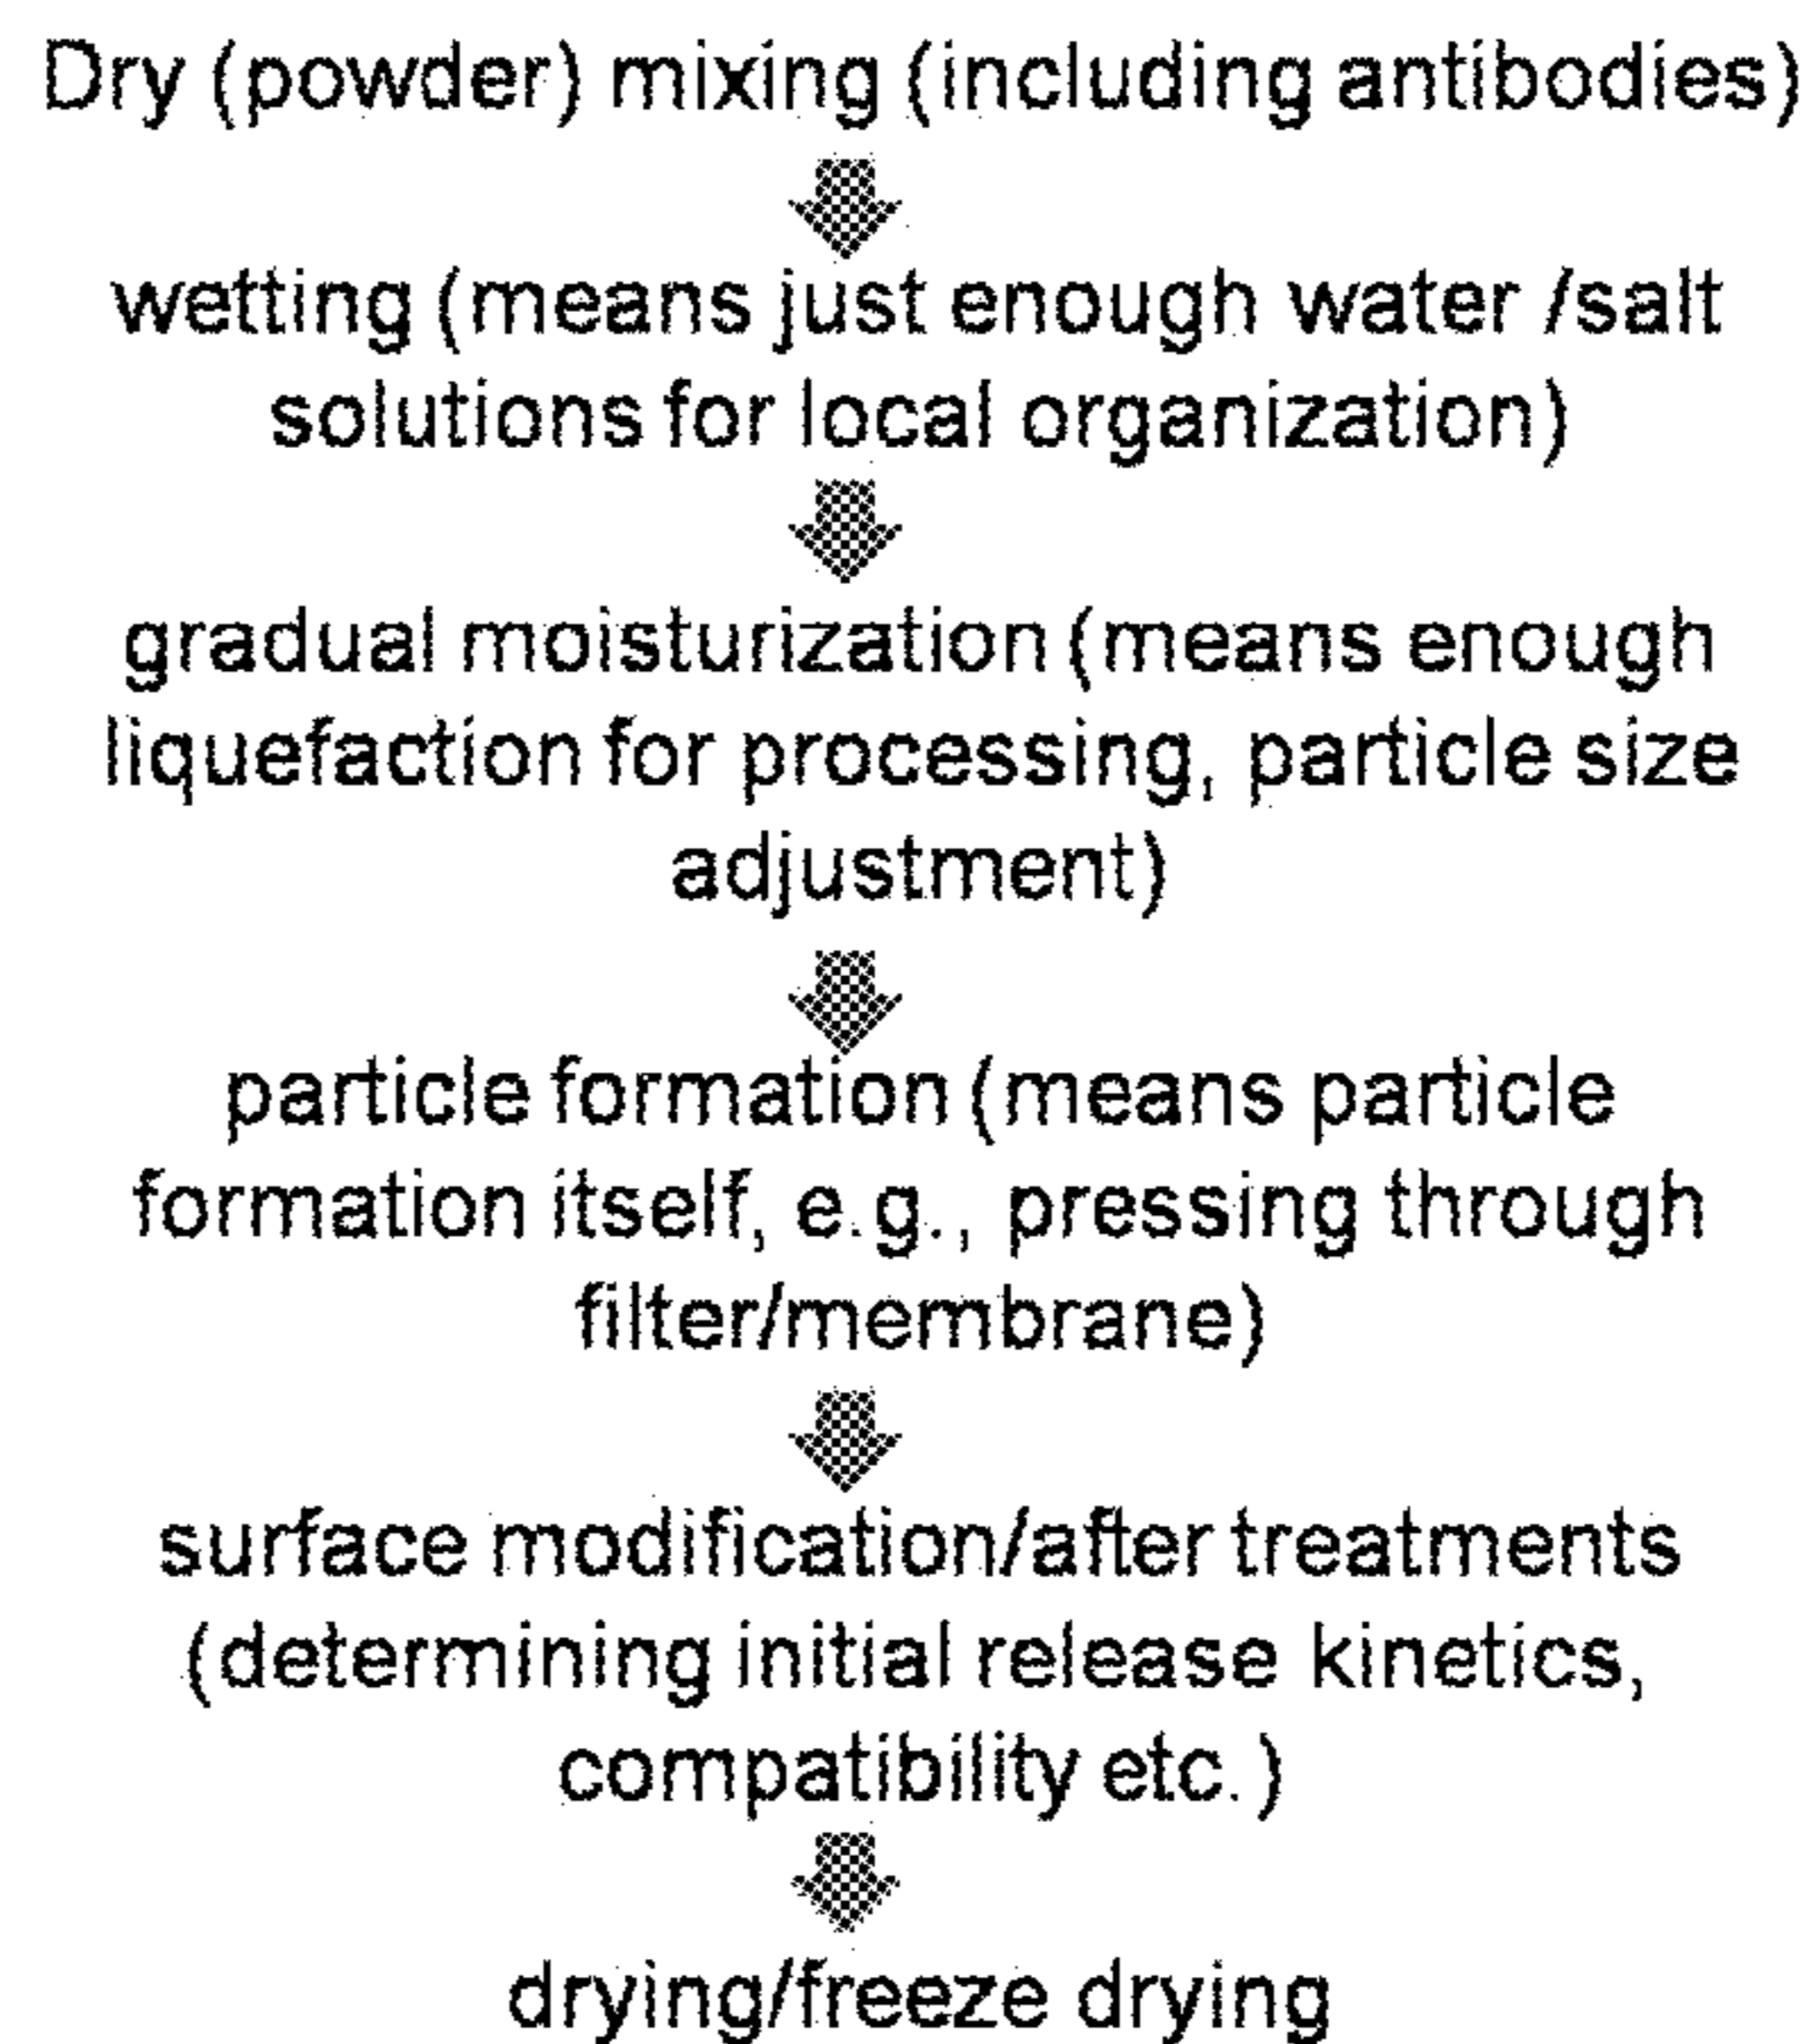 Dry (powder) mixing (including antibodies)
wetting (means just enough water /salt
solutions for local organization)
gradual moisturization (means enough
liquefaction for processing, particle size
adjustment)
particle formation (means particle
formation itself, e.g., pressing through
filter/membrane)
surface modification/after treatments
(determining initial release kinetics,
compatibility etc.)
drying/freeze drying